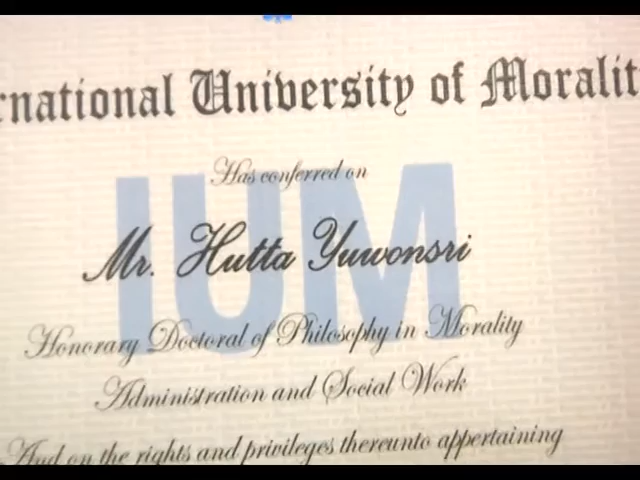 rnational University of Moralit
Has conferred on
IUM
Mr. Hutta Yuwonsri
Honorary Doctoral of Philosophy in Morality
Administration and Social Work
And on the rights and privileges thereunto appertaining